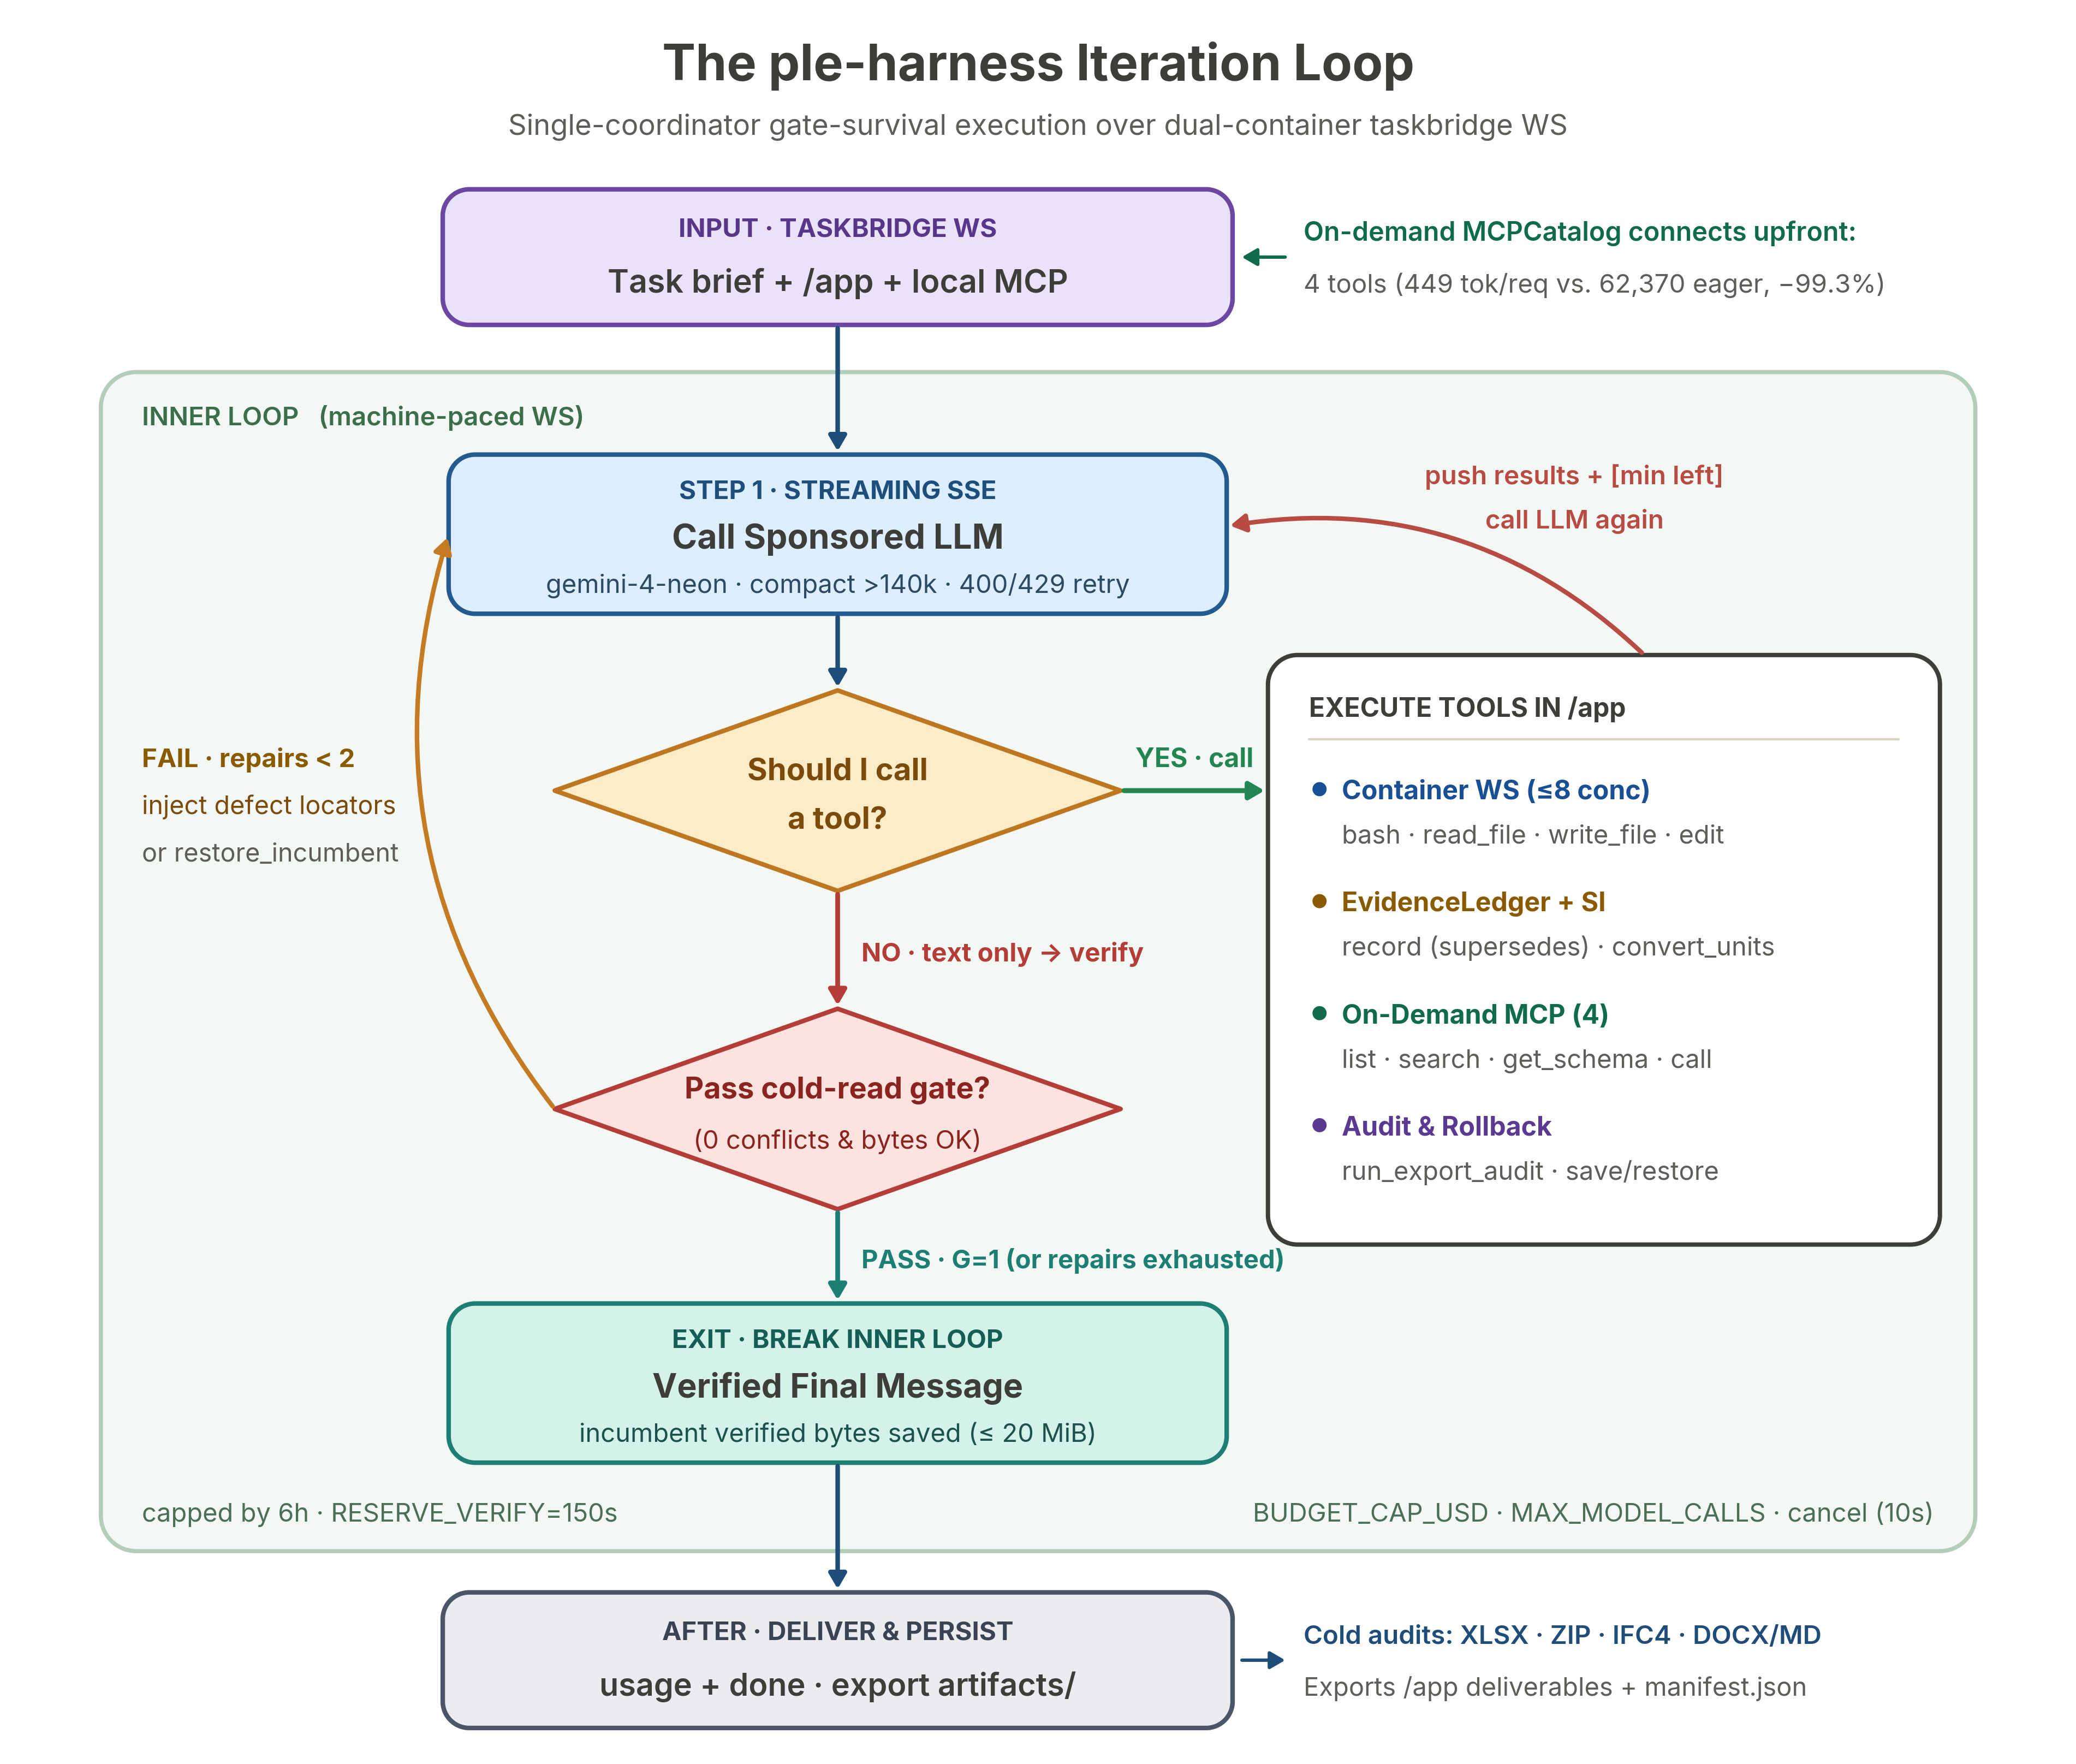 The ple-harness Iteration Loop
Single-coordinator gate-survival execution over dual-container taskbridge WS
INPUT · TASKBRIDGE WS
Task brief + /app + local MCP
On-demand MCPCatalog connects upfront:
4 tools (449 tok/req vs. 62,370 eager, −99.3%)
INNER LOOP (machine-paced WS)
STEP 1 · STREAMING SSE
Call Sponsored LLM
gemini-4-neon · compact >140k · 400/429 retry
push results + [min left]
call LLM again
Should I call
a tool?
YES · call
FAIL · repairs < 2
inject defect locators
or restore_incumbent
NO · text only → verify
EXECUTE TOOLS IN /app
Container WS (≤8 conc)
bash · read_file · write_file · edit
EvidenceLedger + SI
record (supersedes) · convert_units
On-Demand MCP (4)
list · search · get_schema · call
Audit & Rollback
run_export_audit · save/restore
Pass cold-read gate?
(0 conflicts & bytes OK)
PASS · G=1 (or repairs exhausted)
EXIT · BREAK INNER LOOP
Verified Final Message
incumbent verified bytes saved (≤ 20 MiB)
capped by 6h · RESERVE_VERIFY=150s
BUDGET_CAP_USD · MAX_MODEL_CALLS · cancel (10s)
AFTER · DELIVER & PERSIST
usage + done · export artifacts/
Cold audits: XLSX · ZIP · IFC4 · DOCX/MD
Exports /app deliverables + manifest.json